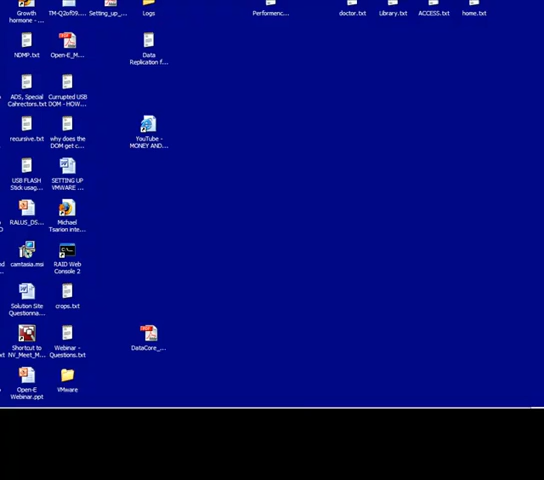 Growth
hormone - ...
TM-Q2of09....
Setting_up_...
Logs
Performenc...
doctor.txt
Library.txt
ACCESS.txt
home.txt
NDMP.txt
Open-E_M...
Data
Replication f...
ADS, Special
Cahrectors.txt
Currupted USB
DOM - HOW...
recursive.txt
why does the
DOM get c...
YouTube -
MONEY AND...
USB FLASH
Stick usag...
SETTING UP
VMWARE ...
RALUS_DS...
Michael
Tsarion inte...
camtasia.msi
RAID Web
Console 2
Solution Site
Questionna...
crops.txt
Shortcut to
NV_Meet_M...
Webinar -
Questions.txt
DataCore_...
Open-E
Webinar.ppt
VMware